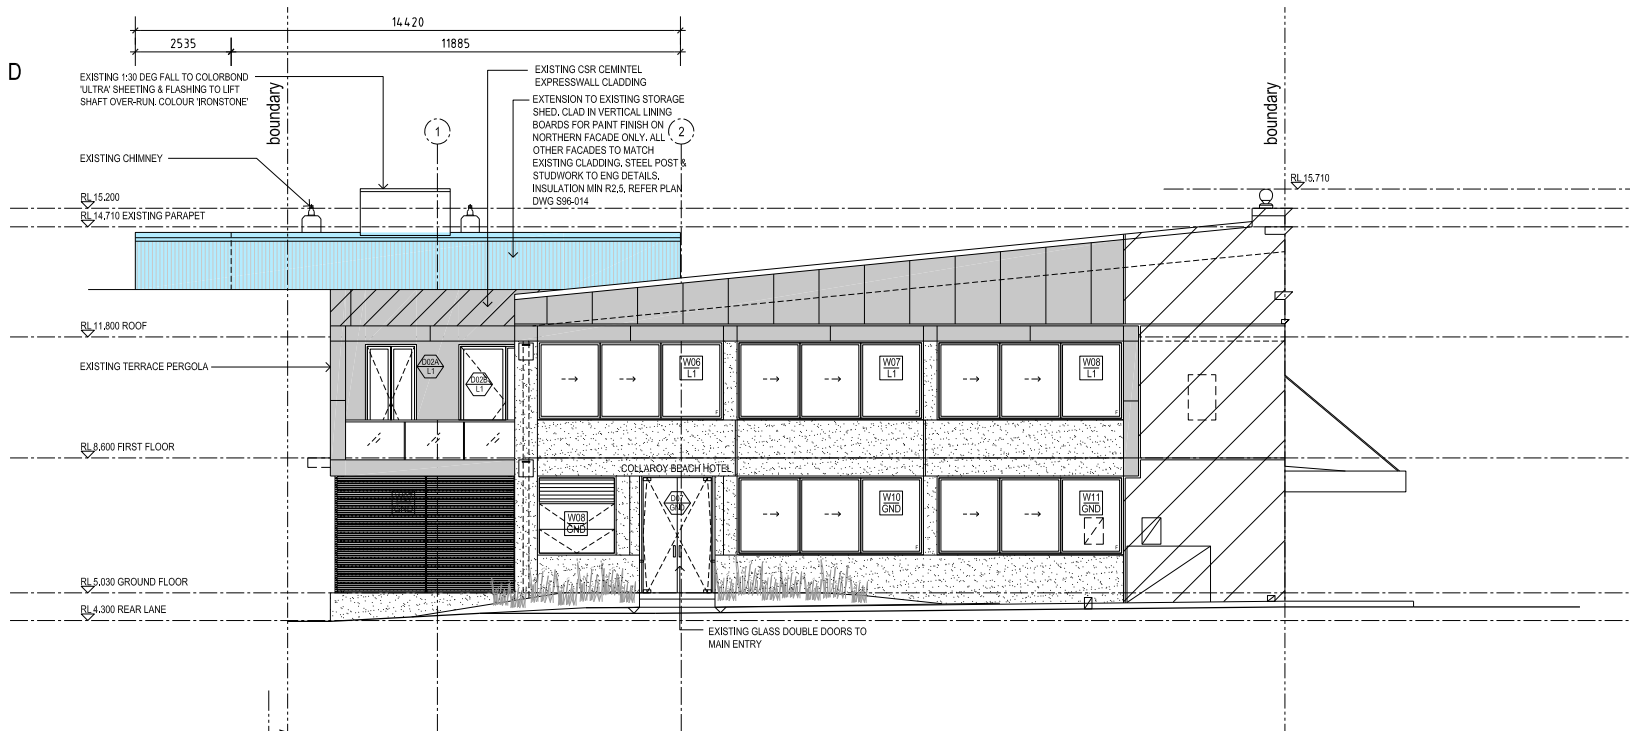 14420
2535
11885
D
EXISTING 1:30 DEG FALL TO COLORBOND
'ULTRA' SHEETING & FLASHING TO LIFT
SHAFT OVER-RUN. COLOUR 'IRONSTONE'
boundary
EXISTING CSR CEMINTEL
EXPRESSWALL CLADDING
EXTENSION TO EXISTING STORAGE
SHED. CLAD IN VERTICAL LINING
BOARDS FOR PAINT FINISH ON
NORTHERN FACADE ONLY. ALL
OTHER FACADES TO MATCH
EXISTING CLADDING. STEEL POST &
STUDWORK TO ENG DETAILS.
INSULATION MIN R2.5, REFER PLAN
DWG S96-014
boundary
1
2
EXISTING CHIMNEY
RL 15.710
RL 15.200
RL 14.710 EXISTING PARAPET
RL 11.800 ROOF
EXISTING TERRACE PERGOLA
D02A
L1
D02B
L1
W06
L1
W07
L1
W08
L1
F
F
F
RL 8.600 FIRST FLOOR
COLLAROY BEACH HOTEL
GND
W08
GND
D07
GND
W10
GND
W11
GND
F
F
RL 5.030 GROUND FLOOR
RL 4.300 REAR LANE
EXISTING GLASS DOUBLE DOORS TO
MAIN ENTRY